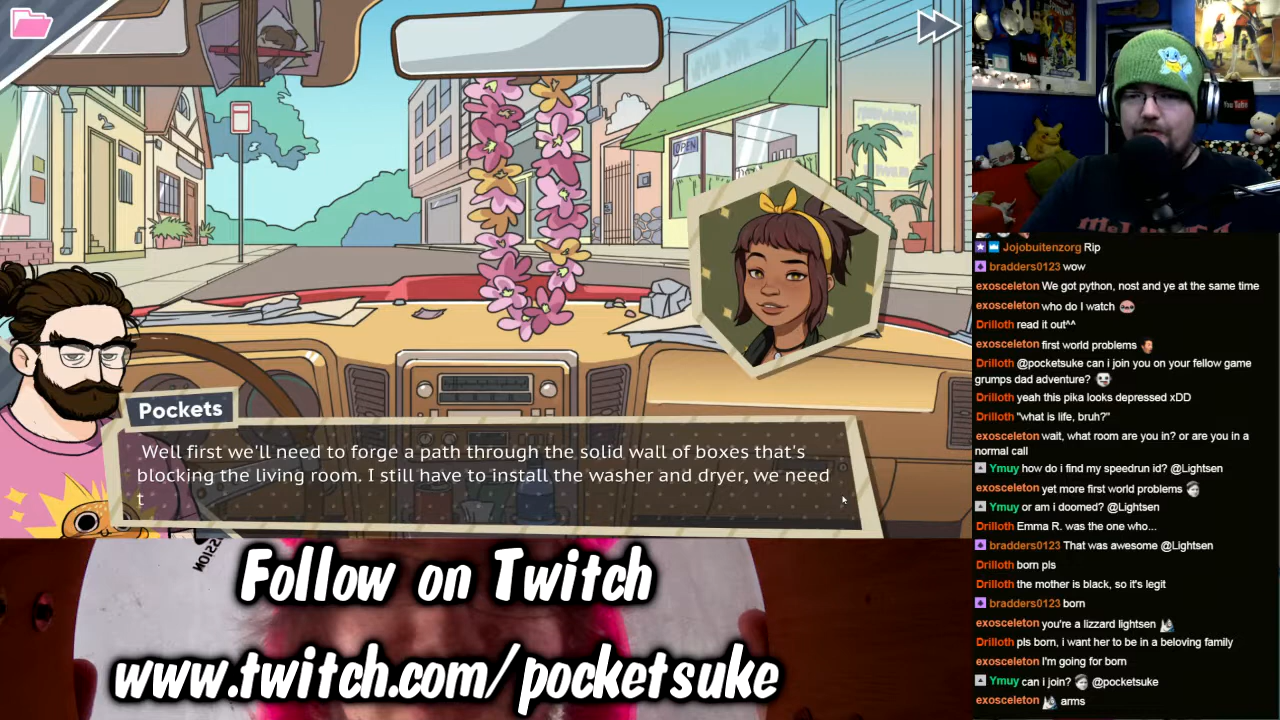 OPEN
Pockets
Well first we'll need to forge a path through the solid wall of boxes that's
blocking the living room. I still have to install the washer and dryer, we need
t
Follow on Twitch
www.twitch.com/pocketsuke
YouTube
Jojobuitenzorg Rip
bradders0123 wow
exosceleton We got python, nost and ye at the same time
exosceleton who do I watch
Drilloth read it out^^
exosceleton first world problems
Drilloth @pocketsuke can i join you on your fellow game
grumps dad adventure?
Drilloth yeah this pika looks depressed xDD
Drilloth "what is life, bruh?"
exosceleton wait, what room are you in? or are you in a
normal call
Ymuy how do i find my speedrun id? @Lightsen
exosceleton yet more first world problems
Ymuy or am i doomed? @Lightsen
Drilloth Emma R. was the one who...
bradders0123 That was awesome @Lightsen
Drilloth born pls
Drilloth the mother is black, so it's legit
bradders0123 born
exosceleton you're a lizzard lightsen
Drilloth pls born, i want her to be in a beloving family
exosceleton I'm going for born
Ymuy can i join? @pocketsuke
exosceleton arms